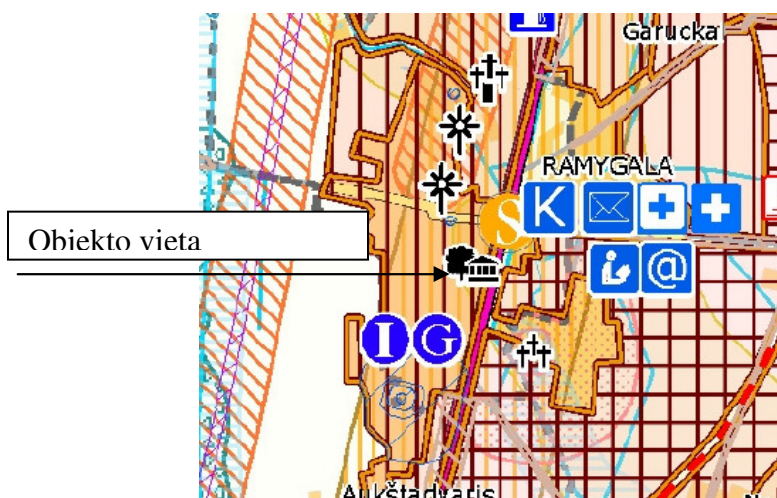 Garucka
RAMYGALA
K
S
Objekto vieta
@
I G
Aukštadvaris